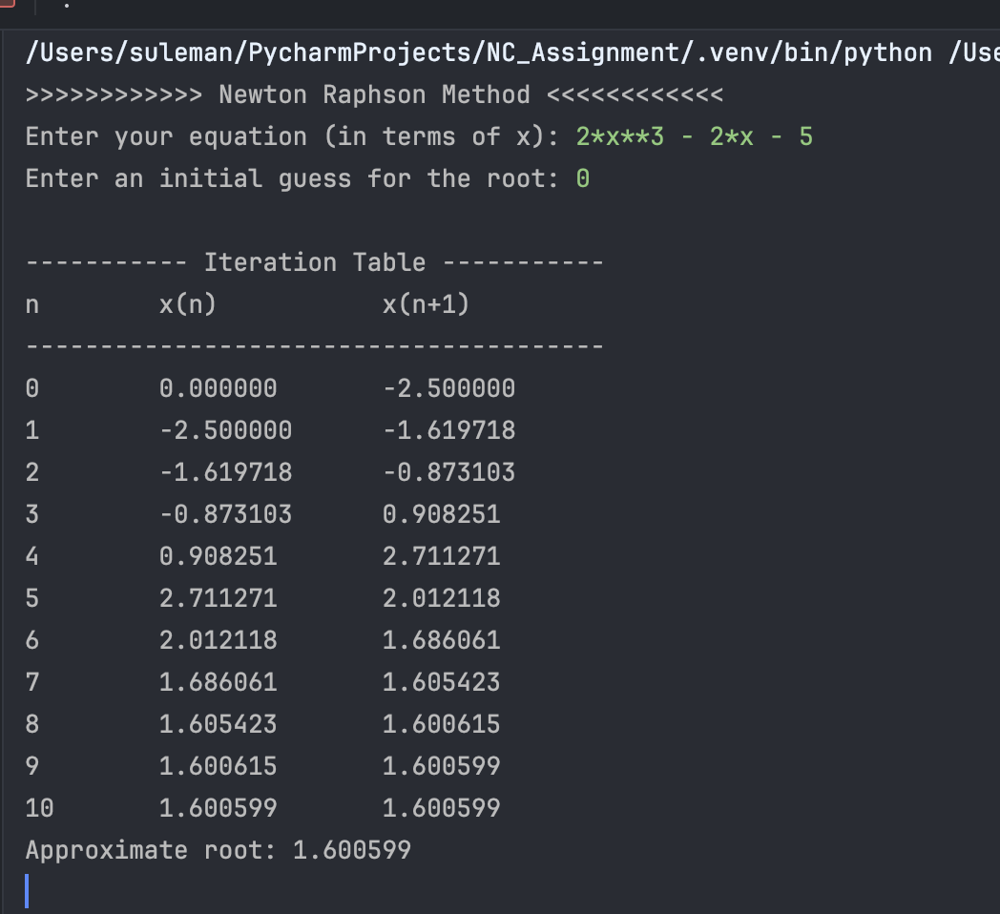 /Users/suleman/PycharmProjects/NC_Assignment/.venv/bin/python /Use
>>>>>>>>>>>> Newton Raphson Method <<<<<<<<<<<<
Enter your equation (in terms of x): 2*x**3 - 2*x - 5
Enter an initial guess for the root: 0
----------- Iteration Table -----------
n x(n) x(n+1)
---------------------------------------
0 0.000000 -2.500000
1 -2.500000 -1.619718
2 -1.619718 -0.873103
3 -0.873103 0.908251
4 0.908251 2.711271
5 2.711271 2.012118
6 2.012118 1.686061
7 1.686061 1.605423
8 1.605423 1.600615
9 1.600615 1.600599
10 1.600599 1.600599
Approximate root: 1.600599